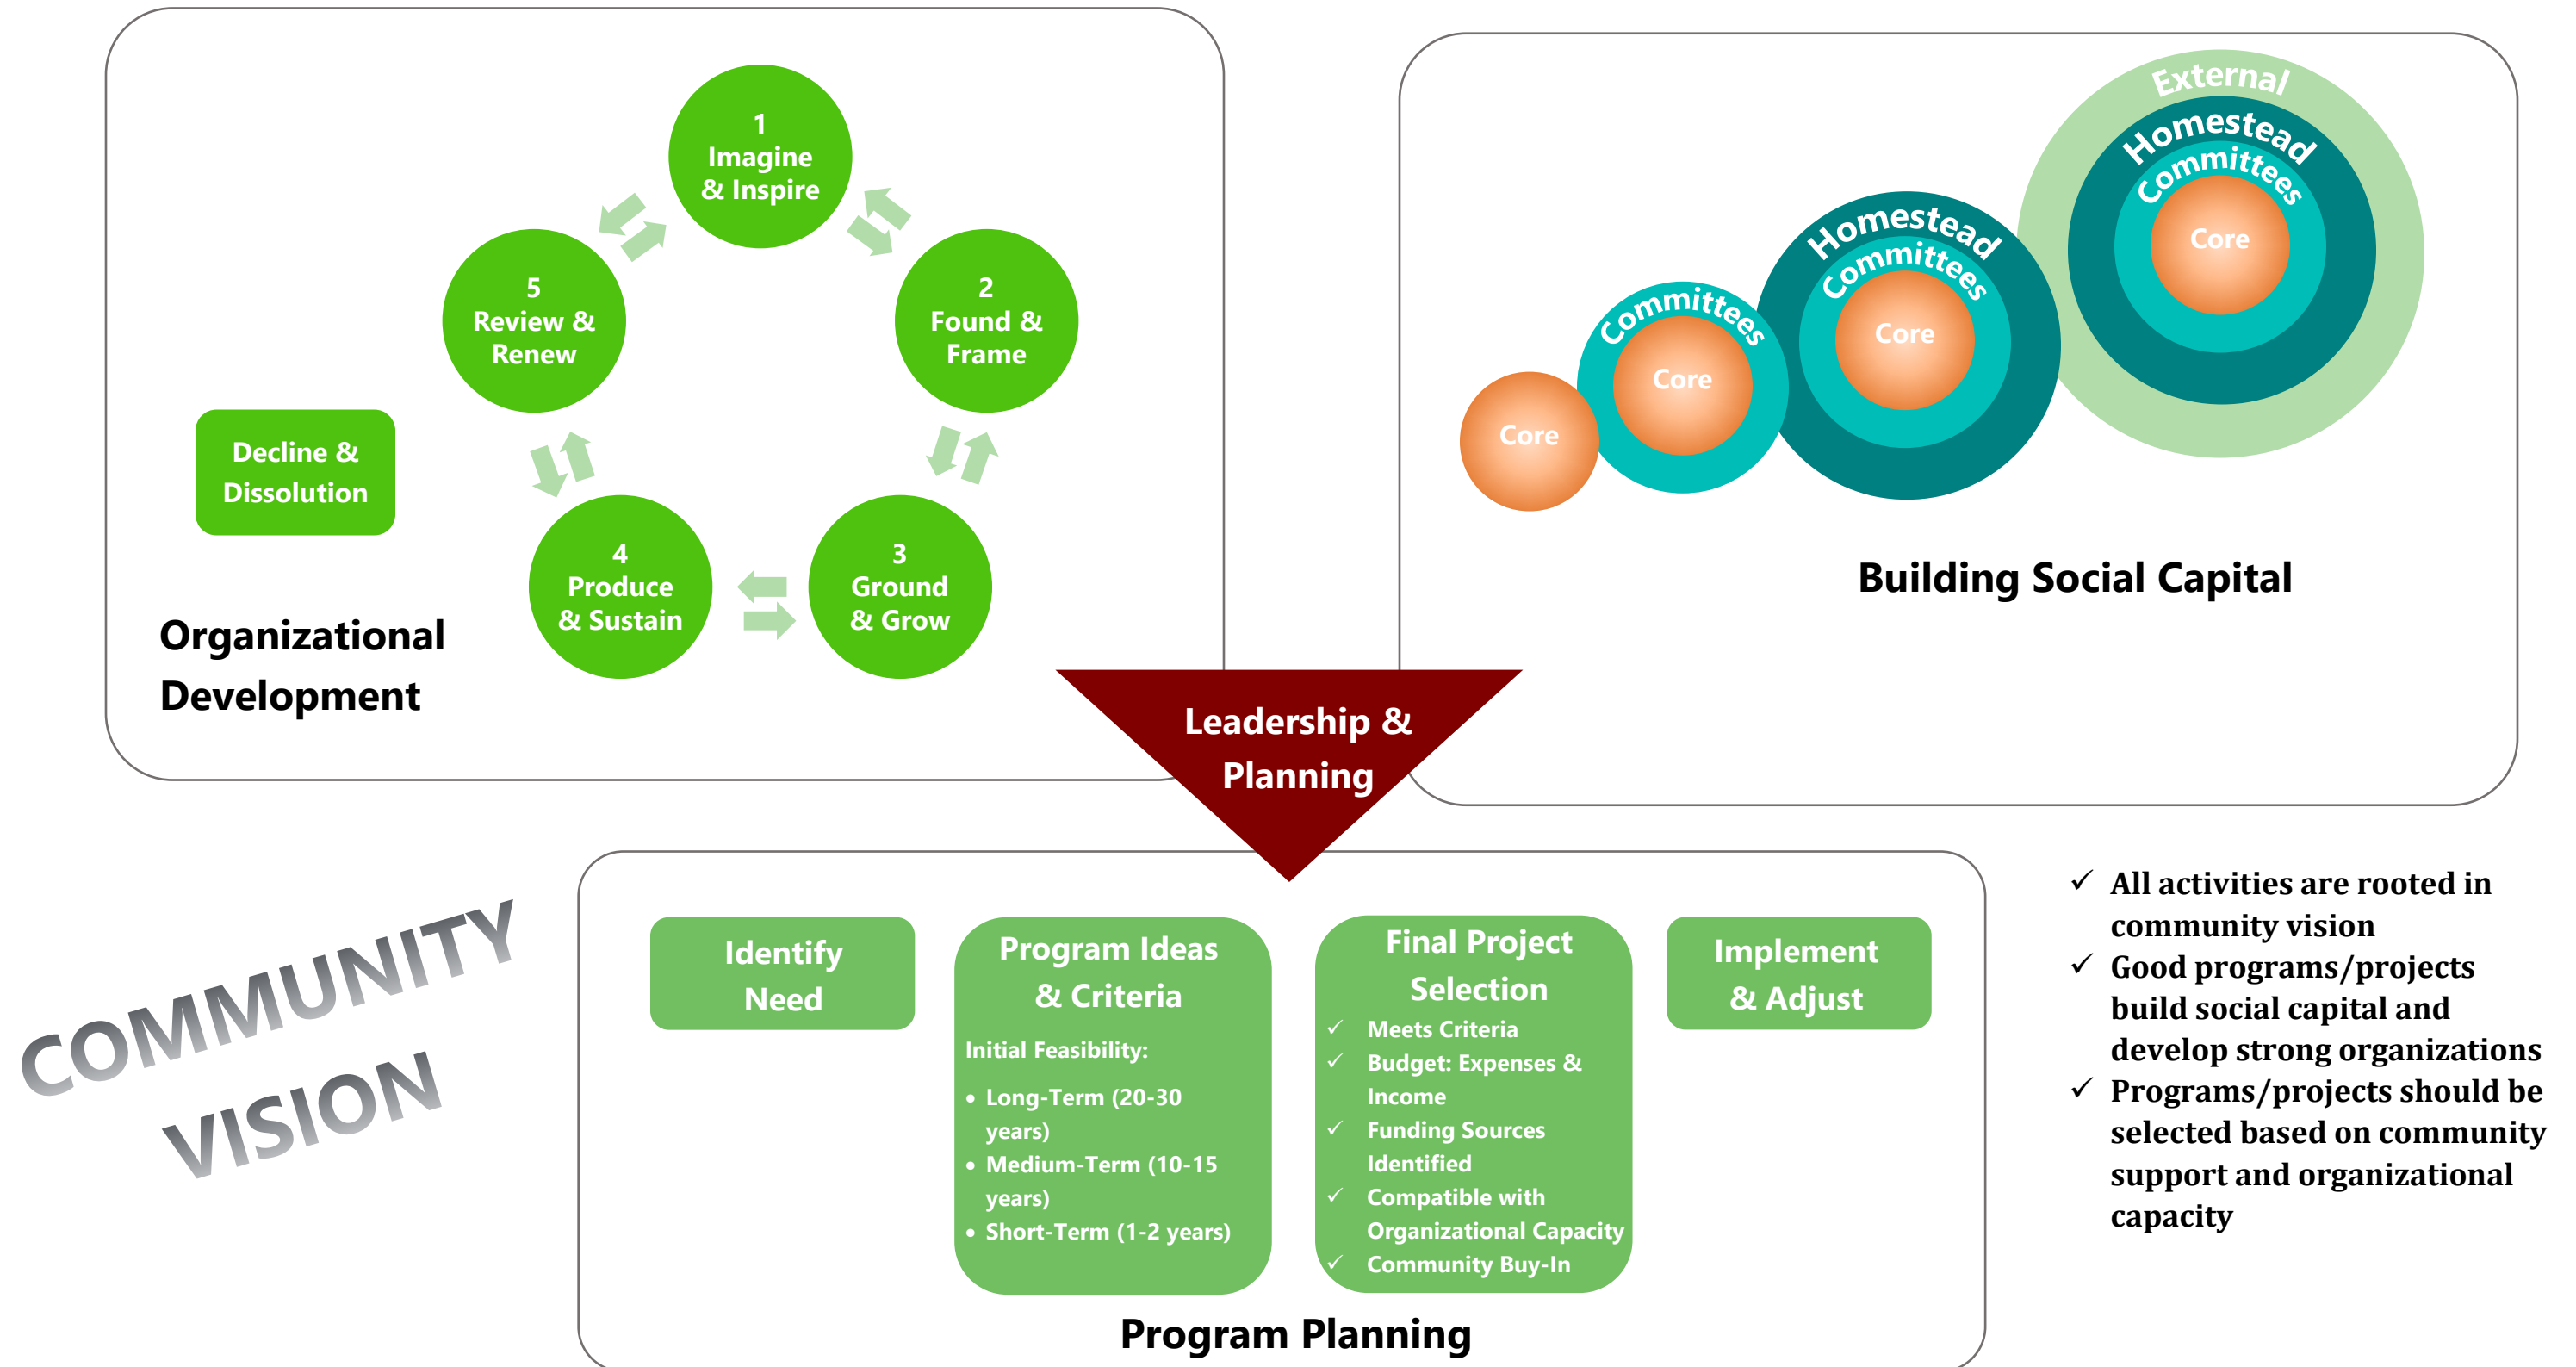 1
Imagine
& Inspire
2
Found &
Frame
3
Ground
& Grow
4
Produce
& Sustain
5
Review &
Renew
Decline &
Dissolution
Organizational
Development
Core
Committees
Core
Homestead
Committees
Core
External
Homestead
Committees
Core
Building Social Capital
Leadership &
Planning
COMMUNITY
VISION
Identify
Need
Program Ideas
& Criteria
Initial Feasibility:
• Long-Term (20-30
years)
• Medium-Term (10-15
years)
• Short-Term (1-2 years)
Final Project
Selection
✓ Meets Criteria
✓ Budget: Expenses &
Income
✓ Funding Sources
Identified
✓ Compatible with
Organizational Capacity
✓ Community Buy-In
Implement
& Adjust
Program Planning
✓ All activities are rooted in
community vision
✓ Good programs/projects
build social capital and
develop strong organizations
✓ Programs/projects should be
selected based on community
support and organizational
capacity